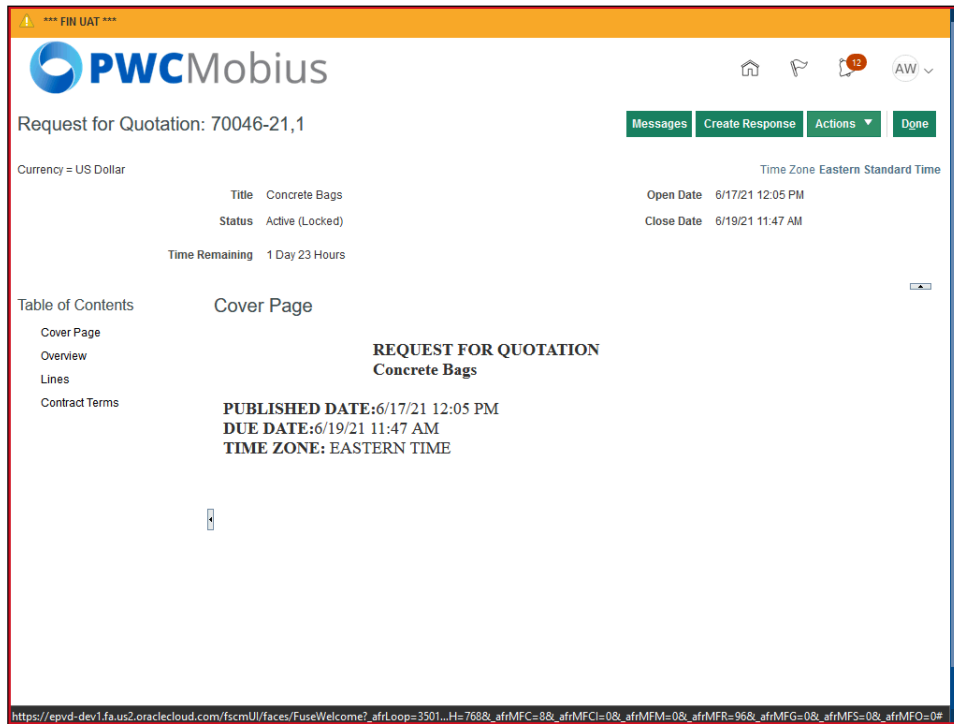 *** FIN UAT ***
PWCMobius
12
AW
Request for Quotation: 70046-21,1
Messages
Create Response
Actions
Done
Currency = US Dollar
Time Zone Eastern Standard Time
Title Concrete Bags
Open Date 6/17/21 12:05 PM
Status Active (Locked)
Close Date 6/19/21 11:47 AM
Time Remaining 1 Day 23 Hours
Table of Contents
Cover Page
Overview
Lines
Contract Terms
Cover Page
REQUEST FOR QUOTATION
Concrete Bags
PUBLISHED DATE:6/17/21 12:05 PM
DUE DATE:6/19/21 11:47 AM
TIME ZONE: EASTERN TIME
https://epvd-dev1.fa.us2.oraclecloud.com/fscmUI/faces/FuseWelcome?_afrLoop=3501...H=768&_afrMFC=8&_afrMFCI=0&_afrMFM=0&_afrMFR=96&_afrMFG=0&_afrMFS=0&_afrMFO=0#